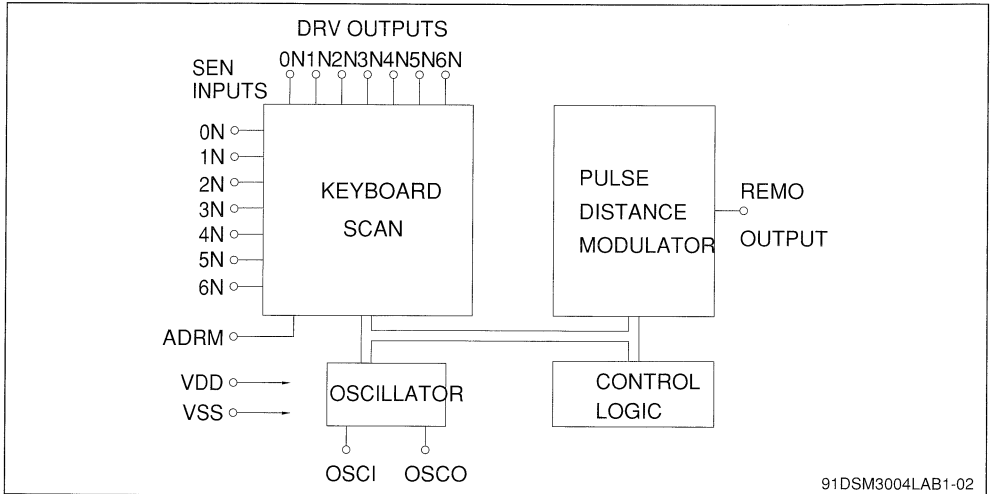 DRV OUTPUTS
0N1N2N3N4N5N6N
SEN
INPUTS
0N
1N
2N
3N
4N
5N
6N
KEYBOARD
SCAN
PULSE
DISTANCE
MODULATOR
REMO
OUTPUT
ADRM
VDD
VSS
OSCILLATOR
CONTROL
LOGIC
OSCI OSCO
91DSM3004LAB1-02